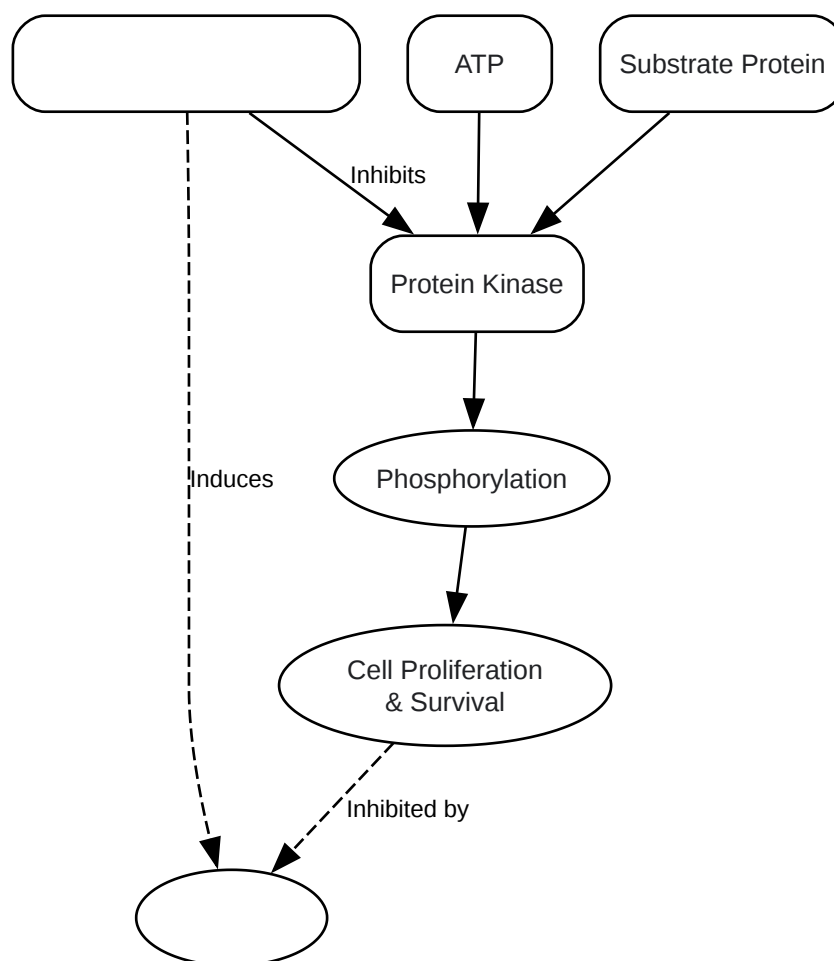 ATP
Substrate Protein
Inhibits
Protein Kinase
Phosphorylation
Induces
Cell Proliferation
& Survival
Inhibited by